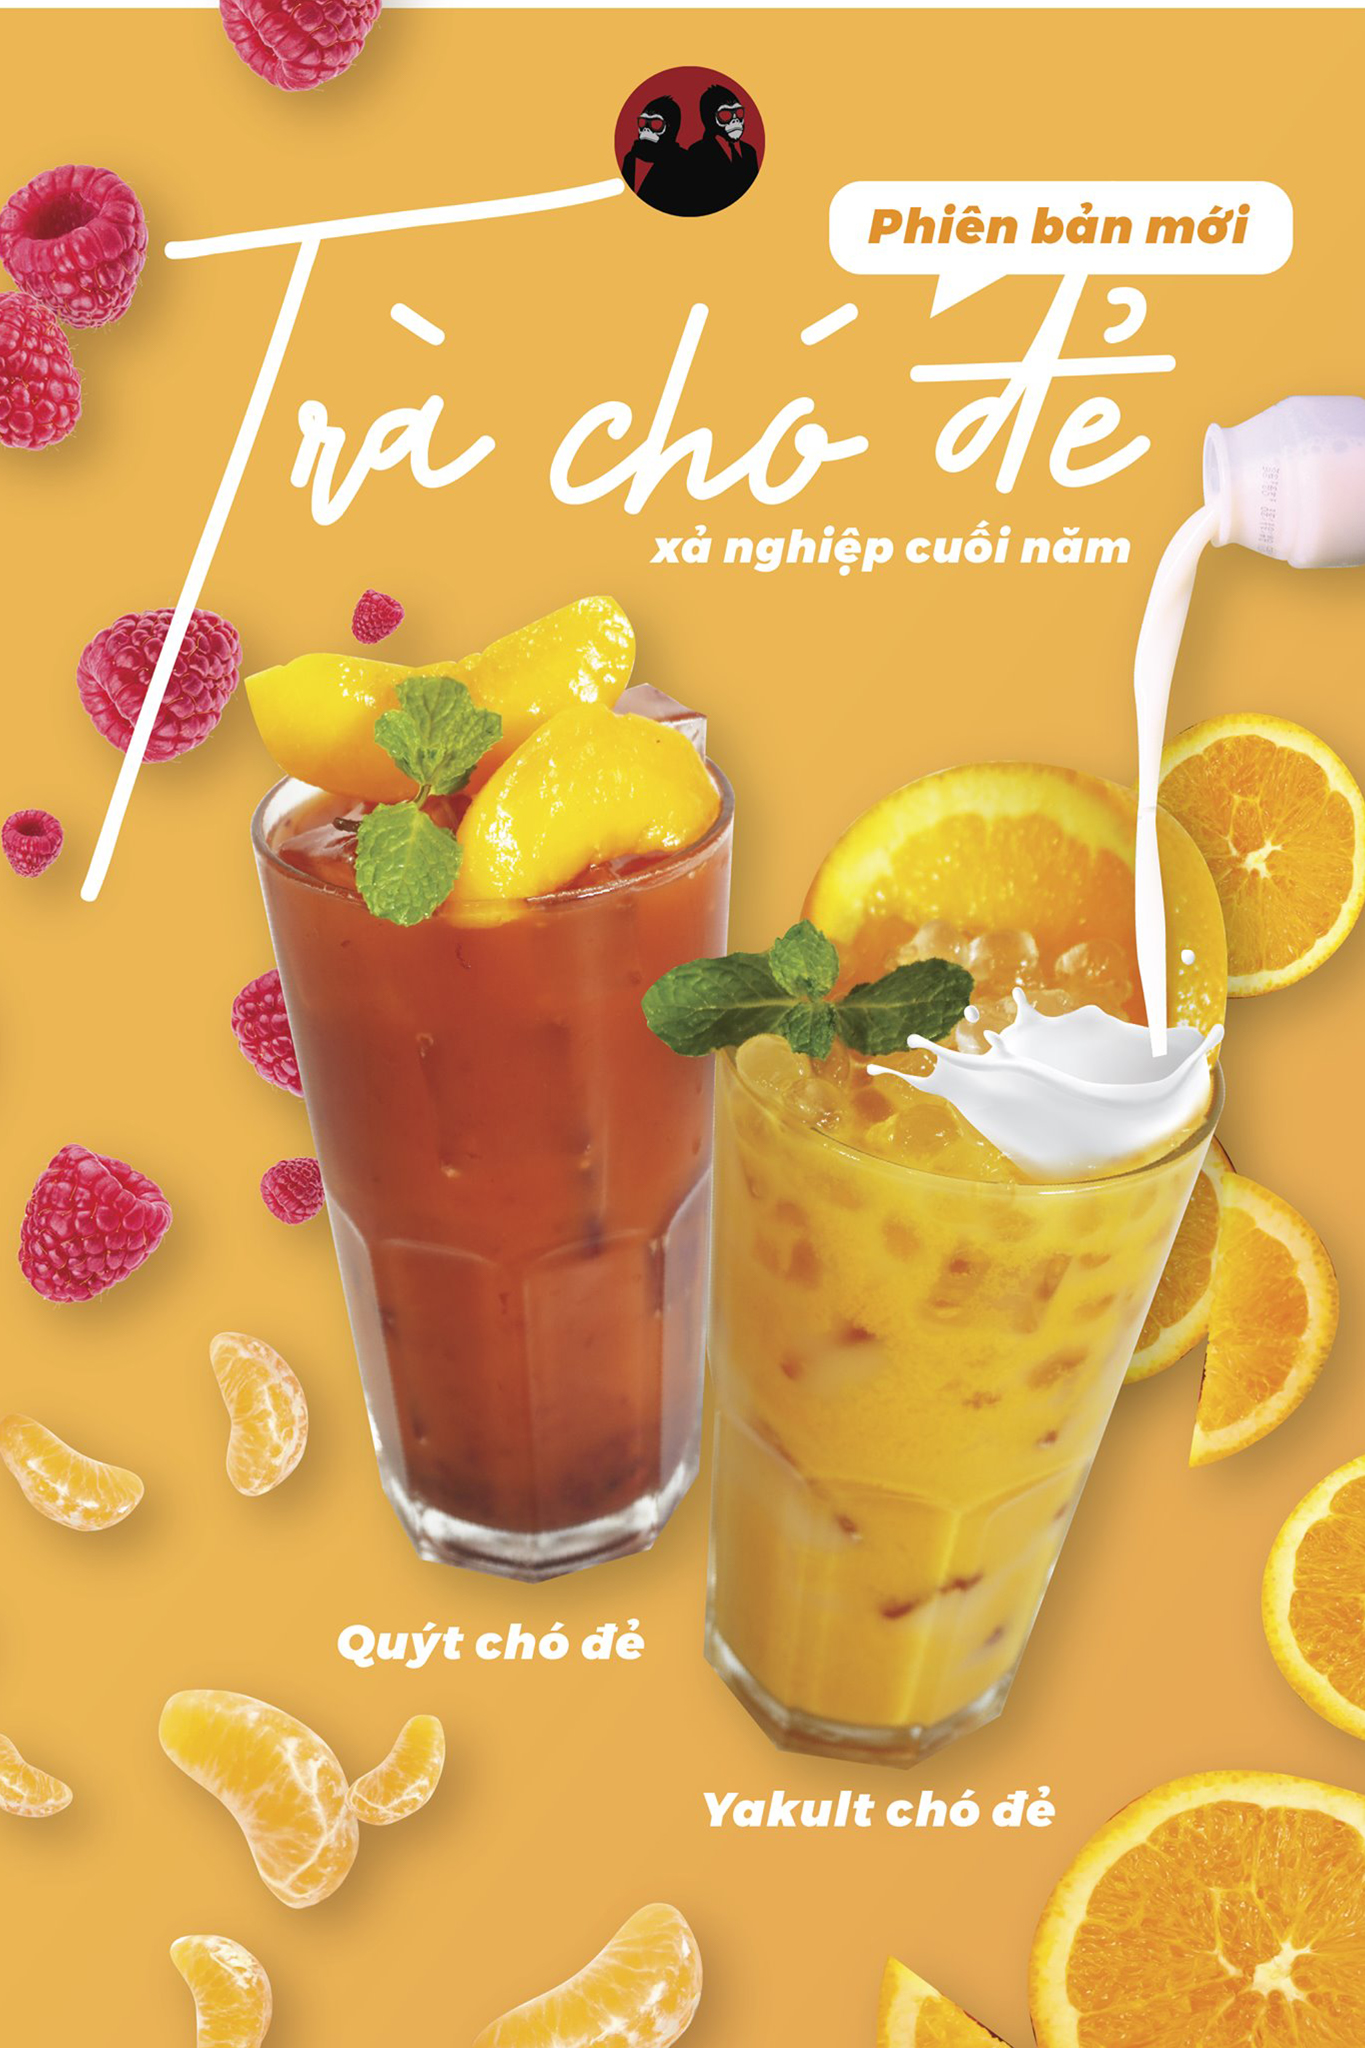 Phiên bản mới
Trà chó đẻ
xả nghiệp cuối năm
Quýt chó đẻ
Yakult chó đẻ